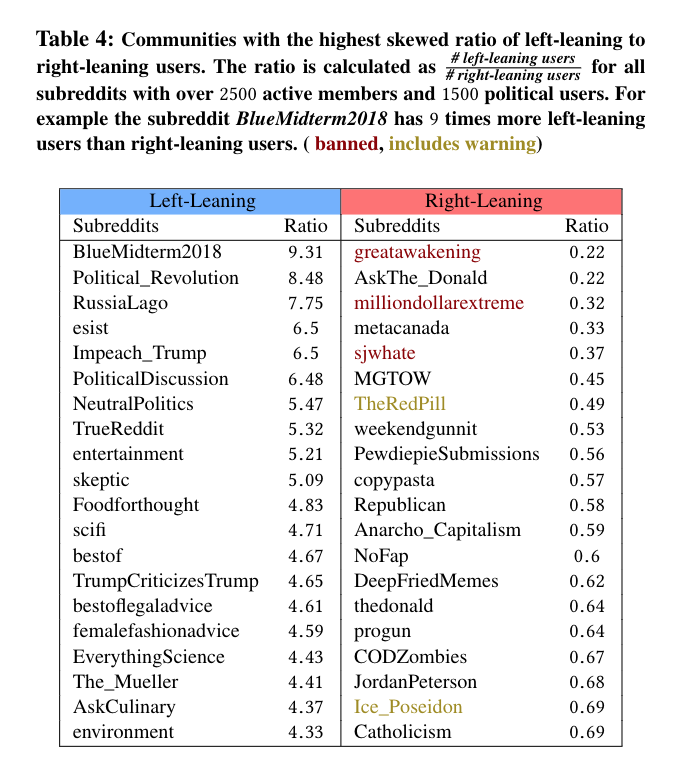 Table 4: Communities with the highest skewed ratio of left-leaning to
right-leaning users. The ratio is calculated as # left-leaning users / # right-leaning users for all
subreddits with over 2500 active members and 1500 political users. For
example the subreddit BlueMidterm2018 has 9 times more left-leaning
users than right-leaning users. ( banned, includes warning)
Left-Leaning Right-Leaning
Subreddits Ratio Subreddits Ratio
BlueMidterm2018 9.31 greatawakening 0.22
Political_Revolution 8.48 AskThe_Donald 0.22
RussiaLago 7.75 milliondollarextreme 0.32
esist 6.5 metacanada 0.33
Impeach_Trump 6.5 sjwhate 0.37
PoliticalDiscussion 6.48 MGTOW 0.45
NeutralPolitics 5.47 TheRedPill 0.49
TrueReddit 5.32 weekendgunnit 0.53
entertainment 5.21 PewdiepieSubmissions 0.56
skeptic 5.09 copypasta 0.57
Foodforthought 4.83 Republican 0.58
scifi 4.71 Anarcho_Capitalism 0.59
bestof 4.67 NoFap 0.6
TrumpCriticizesTrump 4.65 DeepFriedMemes 0.62
bestoflegaladvice 4.61 thedonald 0.64
femalefashionadvice 4.59 progun 0.64
EverythingScience 4.43 CODZombies 0.67
The_Mueller 4.41 JordanPeterson 0.68
AskCulinary 4.37 Ice_Poseidon 0.69
environment 4.33 Catholicism 0.69